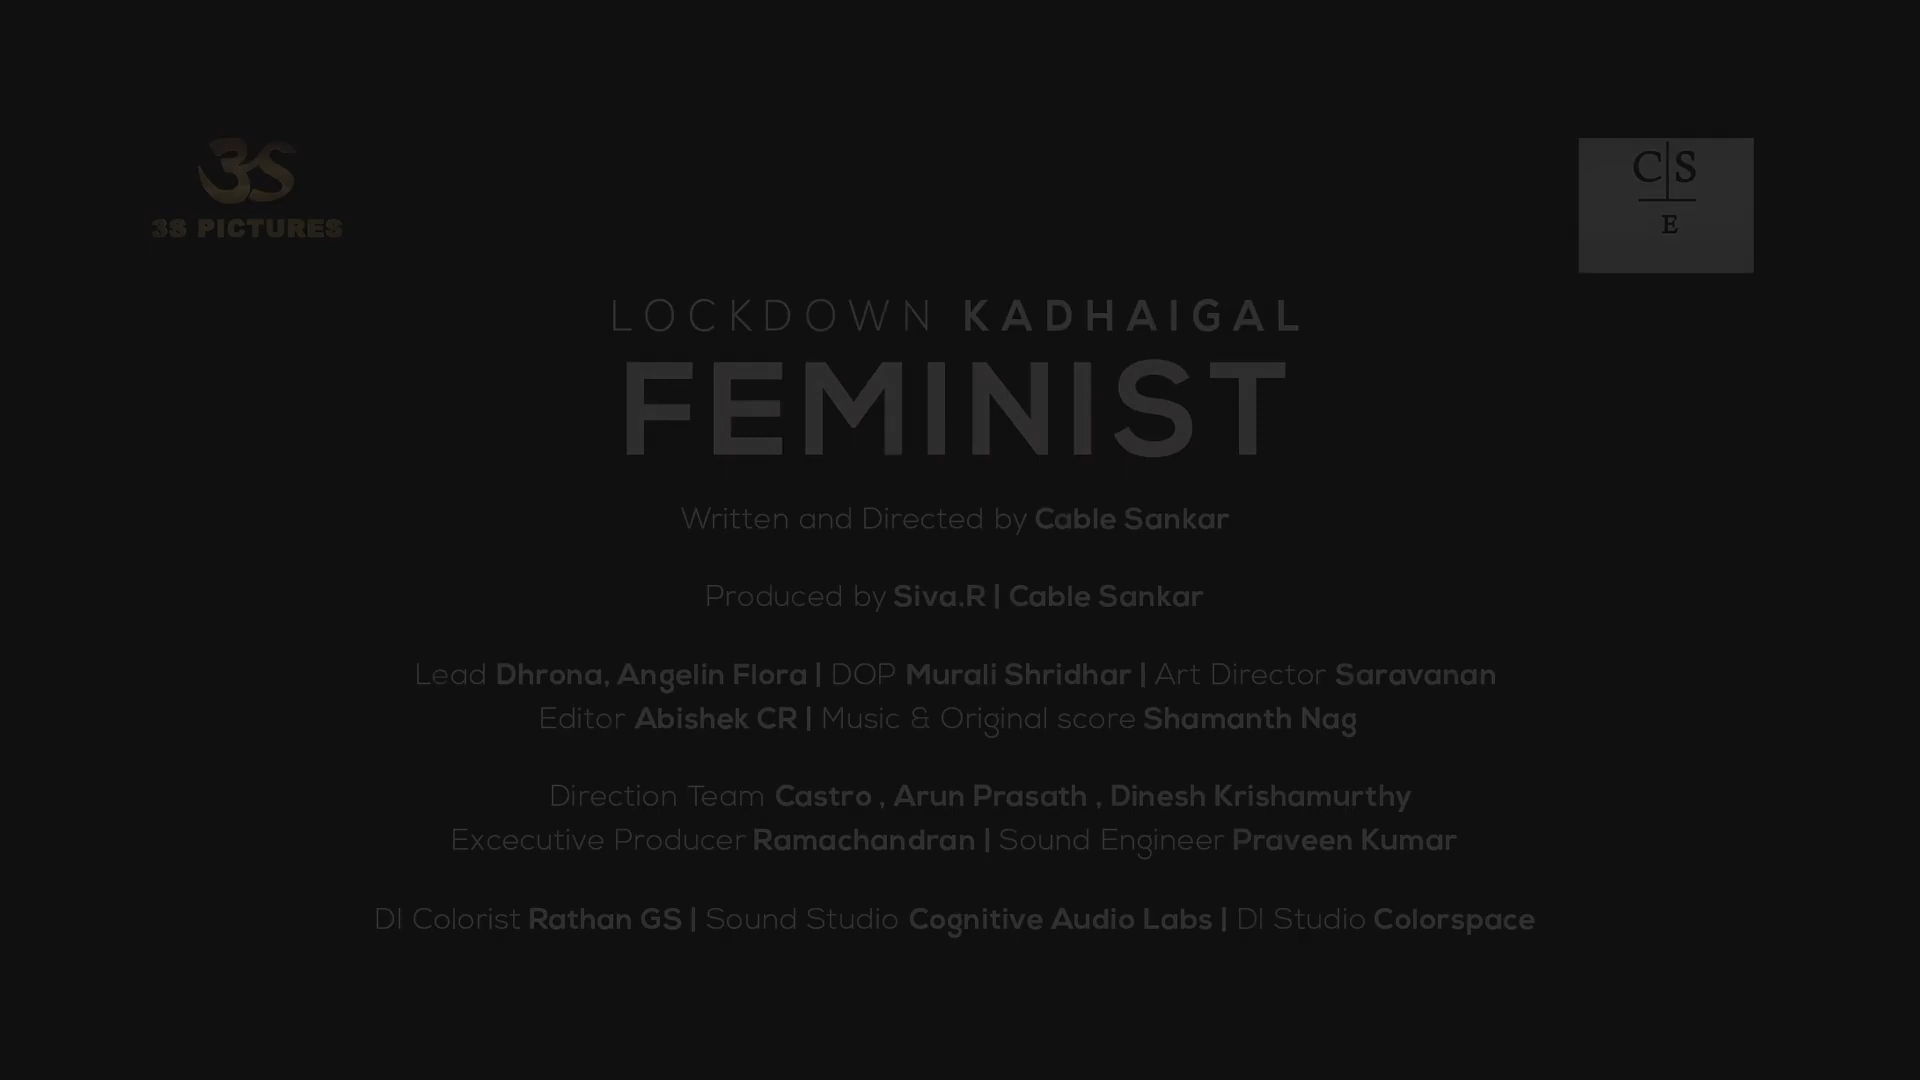 3S
3S PICTURES
C S
E
LOCKDOWN KADHAIGAL
FEMINIST
Written and Directed by Cable Sankar
Produced by Siva.R | Cable Sankar
Lead Dhrona, Angelin Flora | DOP Murali Shridhar | Art Director Saravanan
Editor Abishek CR | Music & Original score Shamanth Nag
Direction Team Castro , Arun Prasath , Dinesh Krishamurthy
Excecutive Producer Ramachandran | Sound Engineer Praveen Kumar
DI Colorist Rathan GS | Sound Studio Cognitive Audio Labs | DI Studio Colorspace